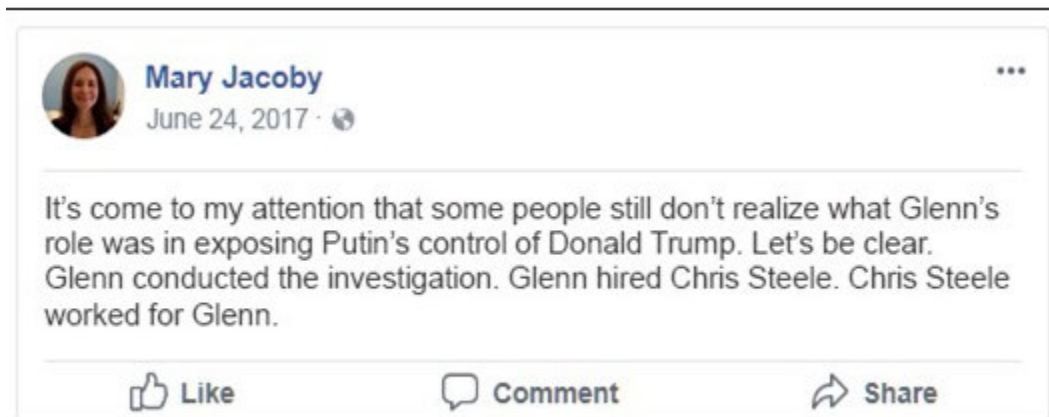 Mary Jacoby
June 24, 2017 ·
It's come to my attention that some people still don't realize what Glenn's
role was in exposing Putin's control of Donald Trump. Let's be clear.
Glenn conducted the investigation. Glenn hired Chris Steele. Chris Steele
worked for Glenn.
Like Comment Share